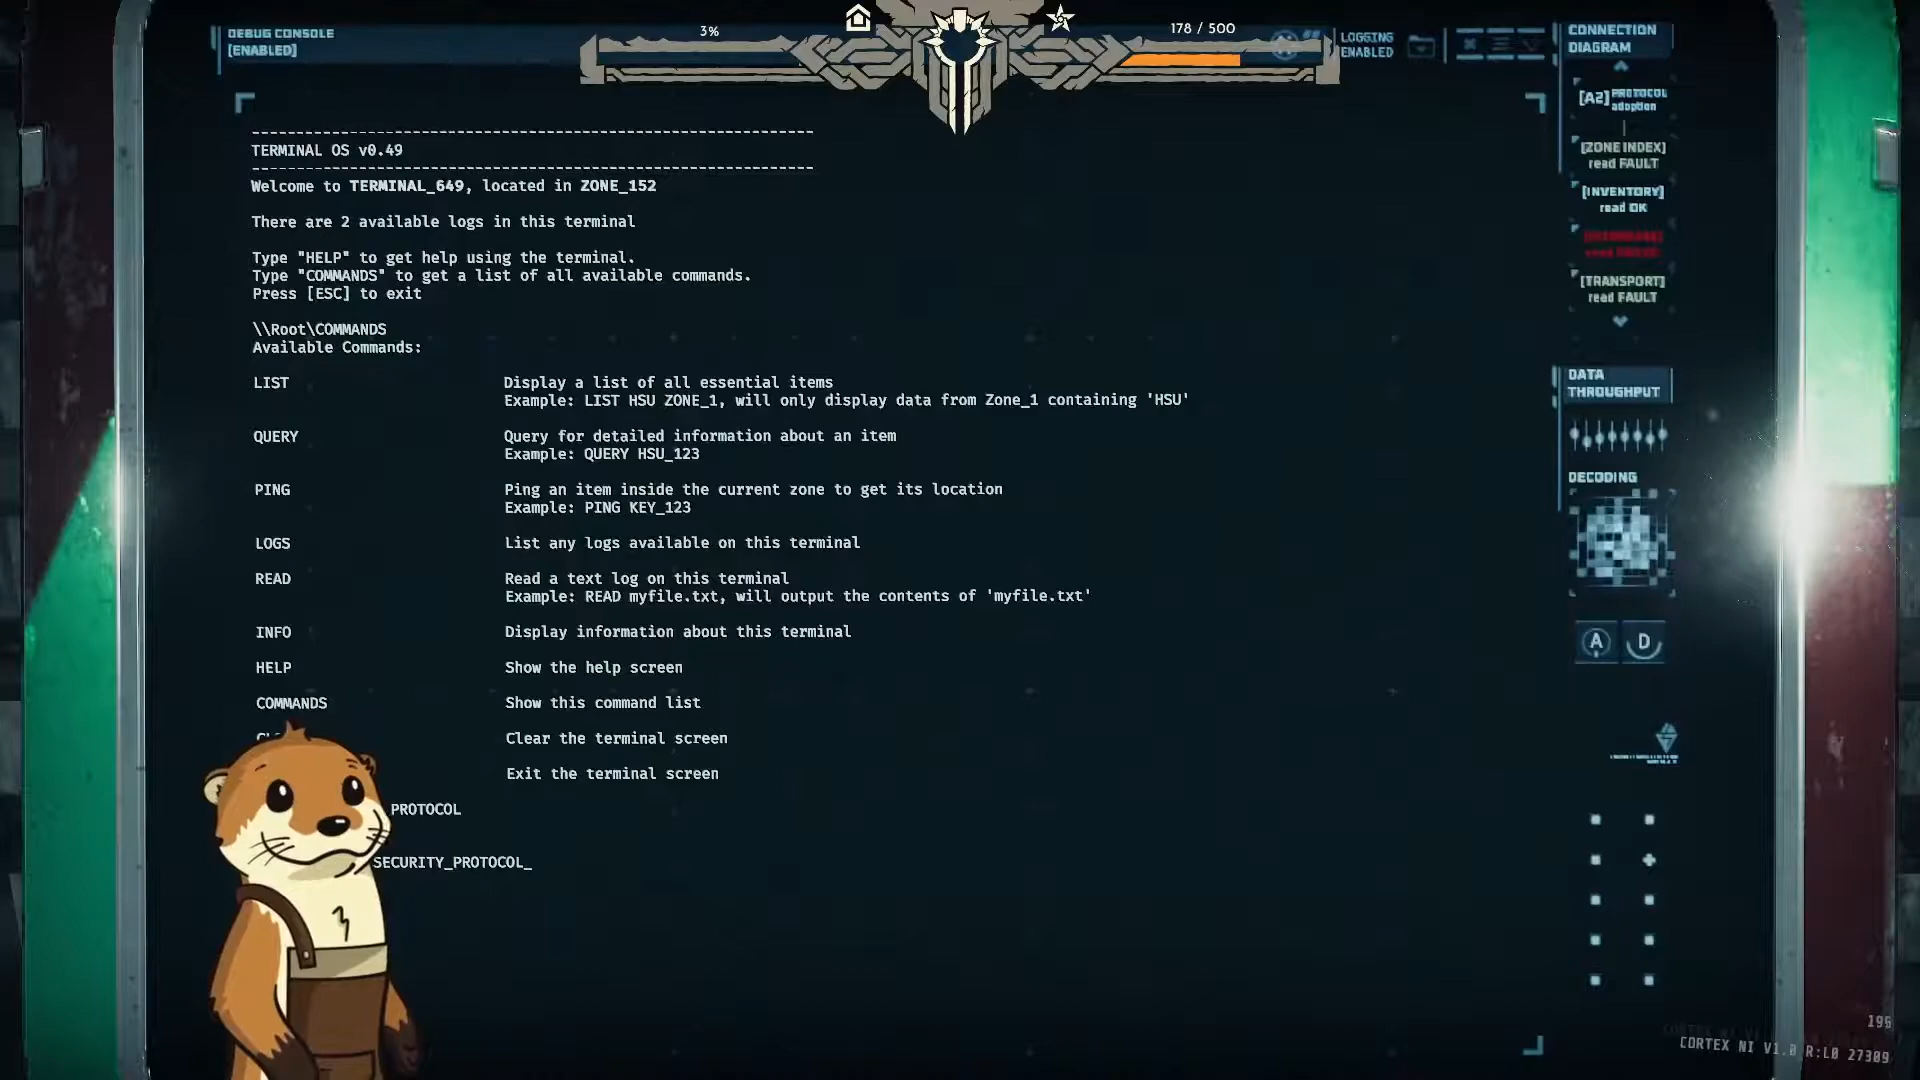 DEBUG CONSOLE
[ENABLED]
3%
178 / 500
LOGGING
ENABLED
CONNECTION
DIAGRAM
[A2] PROTOCOL
adoption
[ZONE INDEX]
read FAULT
[INVENTORY]
read OK
[TRANSPORT]
read FAULT
DATA
THROUGHPUT
DECODING
A D
---------------------------------------------------------------
TERMINAL OS v0.49
---------------------------------------------------------------
Welcome to TERMINAL_649, located in ZONE_152
There are 2 available logs in this terminal
Type "HELP" to get help using the terminal.
Type "COMMANDS" to get a list of all available commands.
Press [ESC] to exit
\\Root\COMMANDS
Available Commands:
LIST Display a list of all essential items
Example: LIST HSU ZONE_1, will only display data from Zone_1 containing 'HSU'
QUERY Query for detailed information about an item
Example: QUERY HSU_123
PING Ping an item inside the current zone to get its location
Example: PING KEY_123
LOGS List any logs available on this terminal
READ Read a text log on this terminal
Example: READ myfile.txt, will output the contents of 'myfile.txt'
INFO Display information about this terminal
HELP Show the help screen
COMMANDS Show this command list
Clear the terminal screen
Exit the terminal screen
PROTOCOL
SECURITY_PROTOCOL_
CORTEX NI V1.0 R:L0 27309